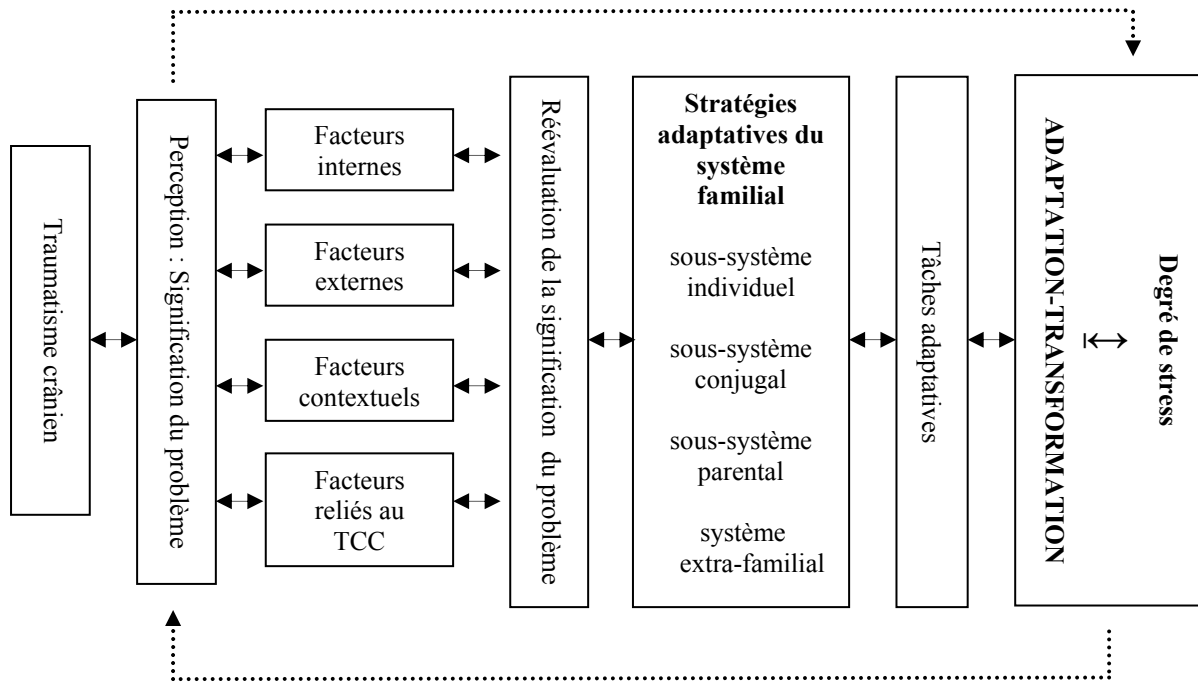 Traumatisme crânien
Perception : Signification du problème
Facteurs
internes
Facteurs
externes
Facteurs
contextuels
Facteurs
reliés au
TCC
Réévaluation de la signification du problème
Stratégies
adaptatives du
système
familial
sous-système
individuel
sous-système
conjugal
sous-système
parental
système
extra-familial
Tâches adaptatives
ADAPTATION-TRANSFORMATION
Degré de stress